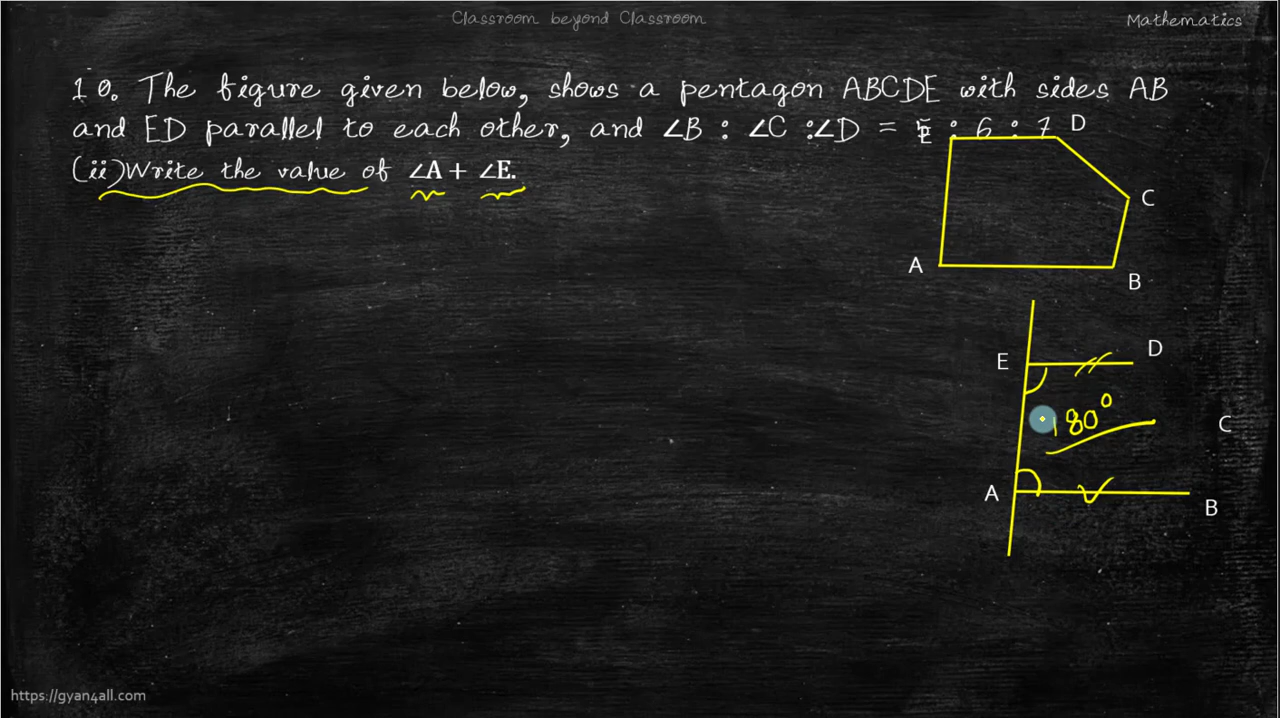 Classroom beyond Classroom
Mathematics
10. The figure given below, shows a pentagon ABCDE with sides AB
and ED parallel to each other, and ∠B : ∠C :∠D = : 6 : 7
E
D
(ii)Write the value of ∠A + ∠E.
C
A
B
E
D
180°
C
A
B
https://gyan4all.com